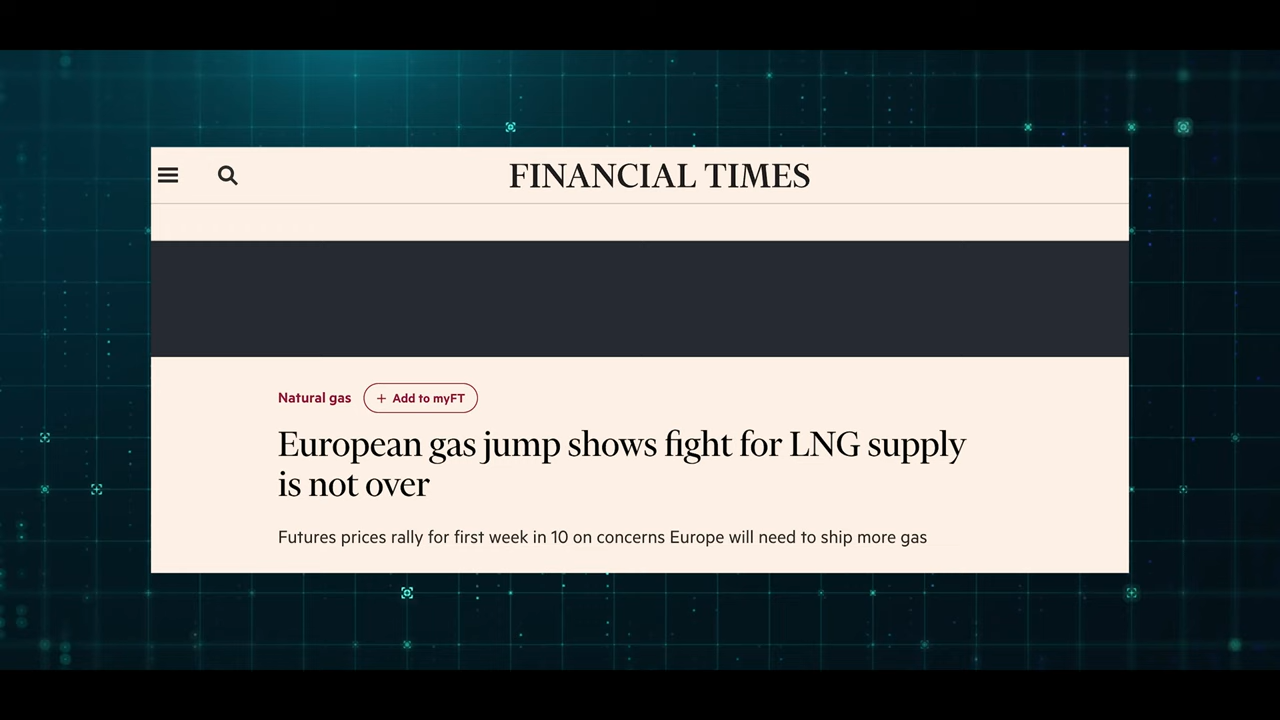 FINANCIAL TIMES
Natural gas
+ Add to myFT
European gas jump shows fight for LNG supply
is not over
Futures prices rally for first week in 10 on concerns Europe will need to ship more gas